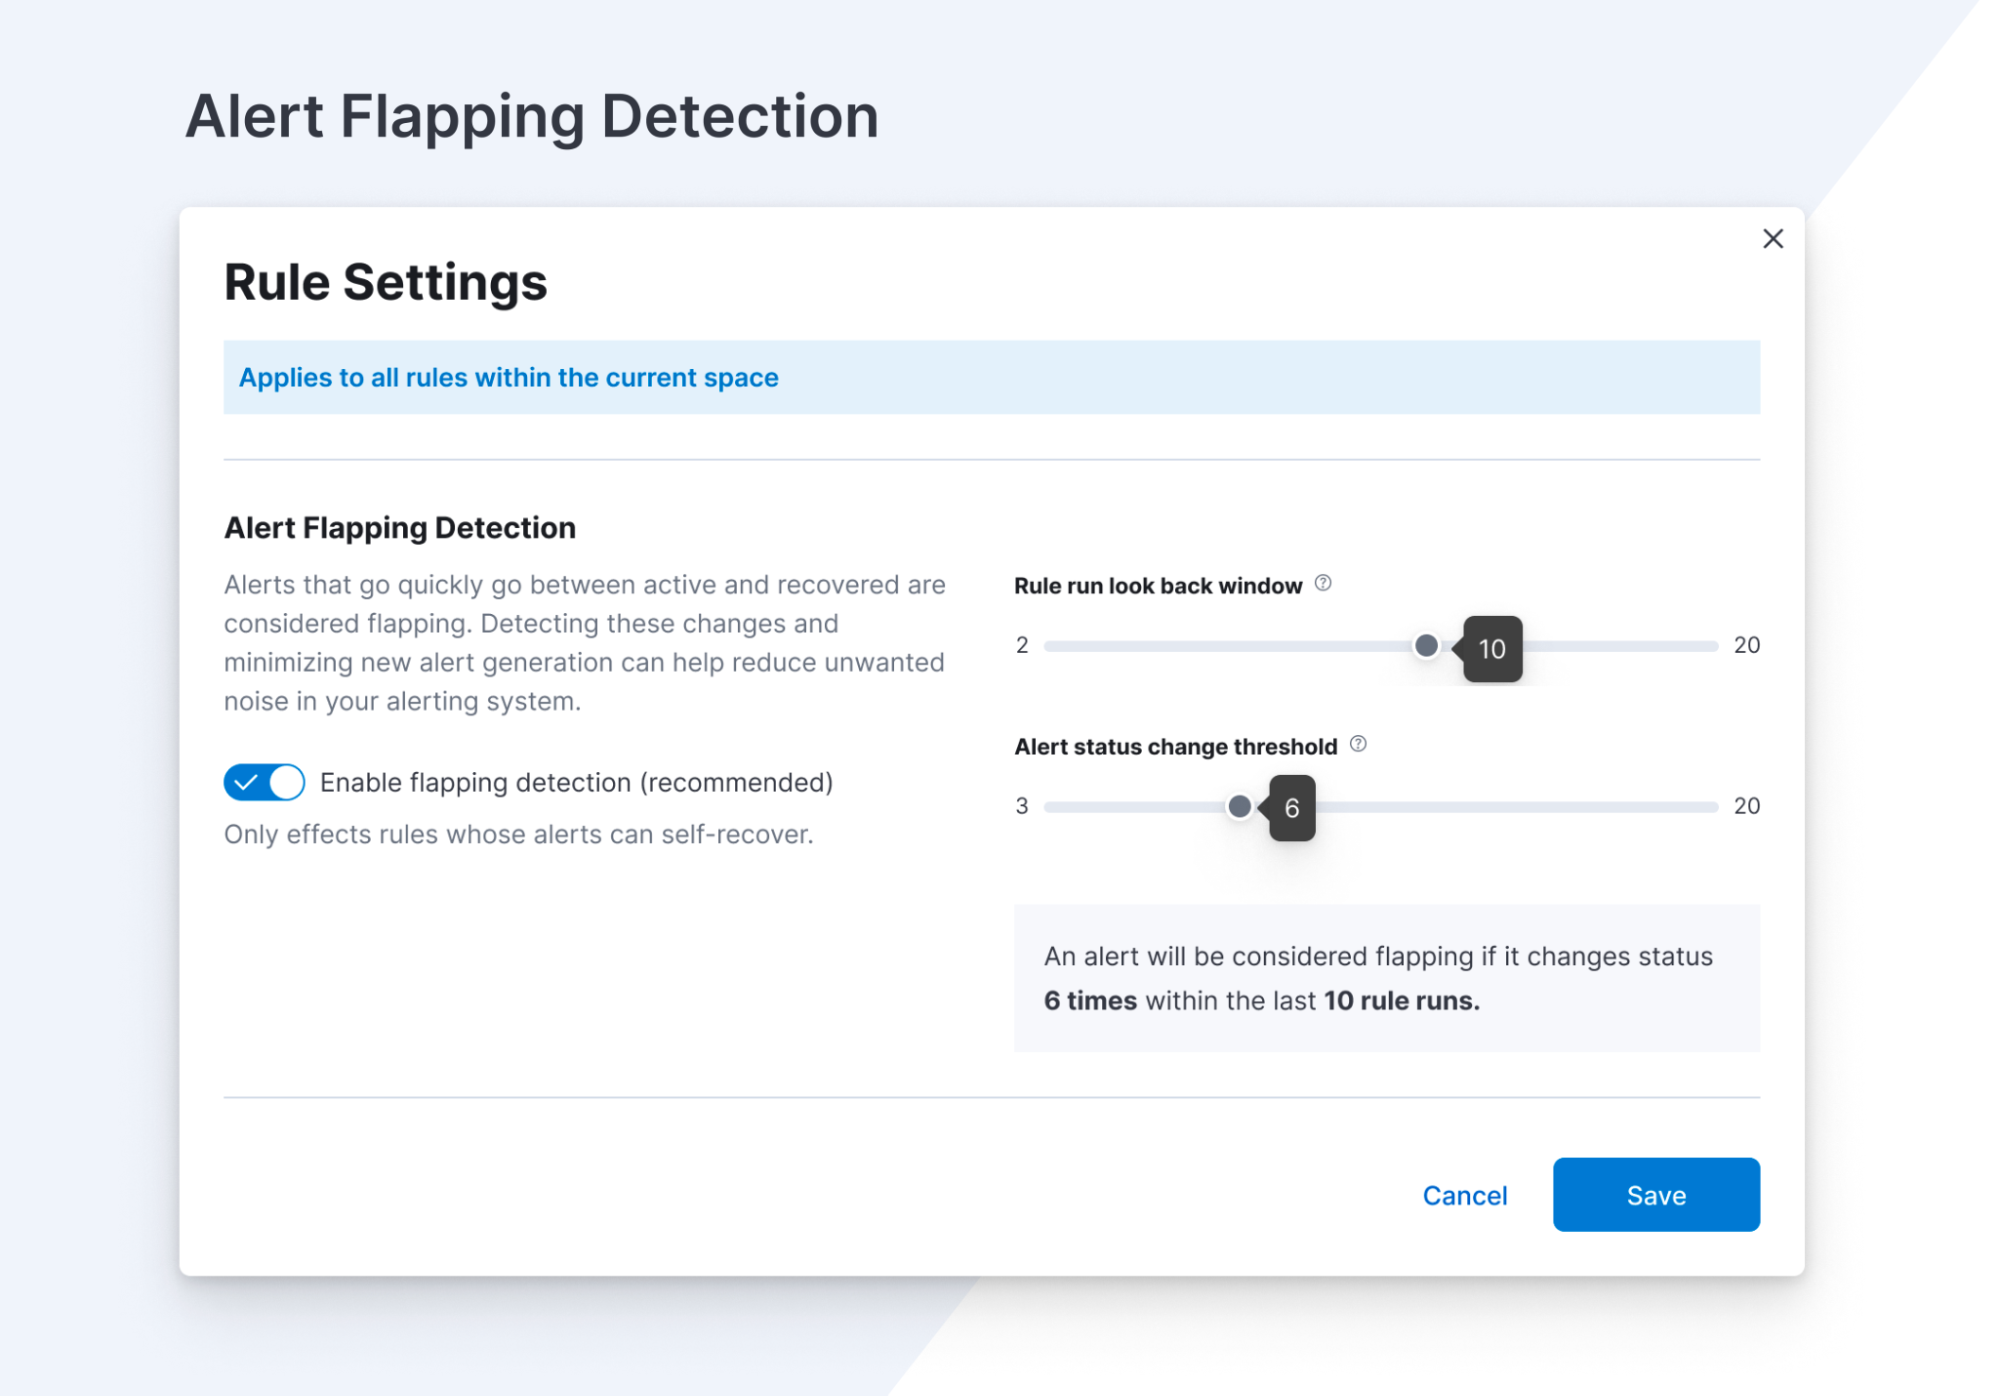 Alert Flapping Detection
Rule Settings
Applies to all rules within the current space
Alert Flapping Detection
Alerts that go quickly go between active and recovered are
considered flapping. Detecting these changes and
minimizing new alert generation can help reduce unwanted
noise in your alerting system.
Enable flapping detection (recommended)
Only effects rules whose alerts can self-recover.
Rule run look back window ?
2 10 20
Alert status change threshold ?
3 6 20
An alert will be considered flapping if it changes status
6 times within the last 10 rule runs.
Cancel Save